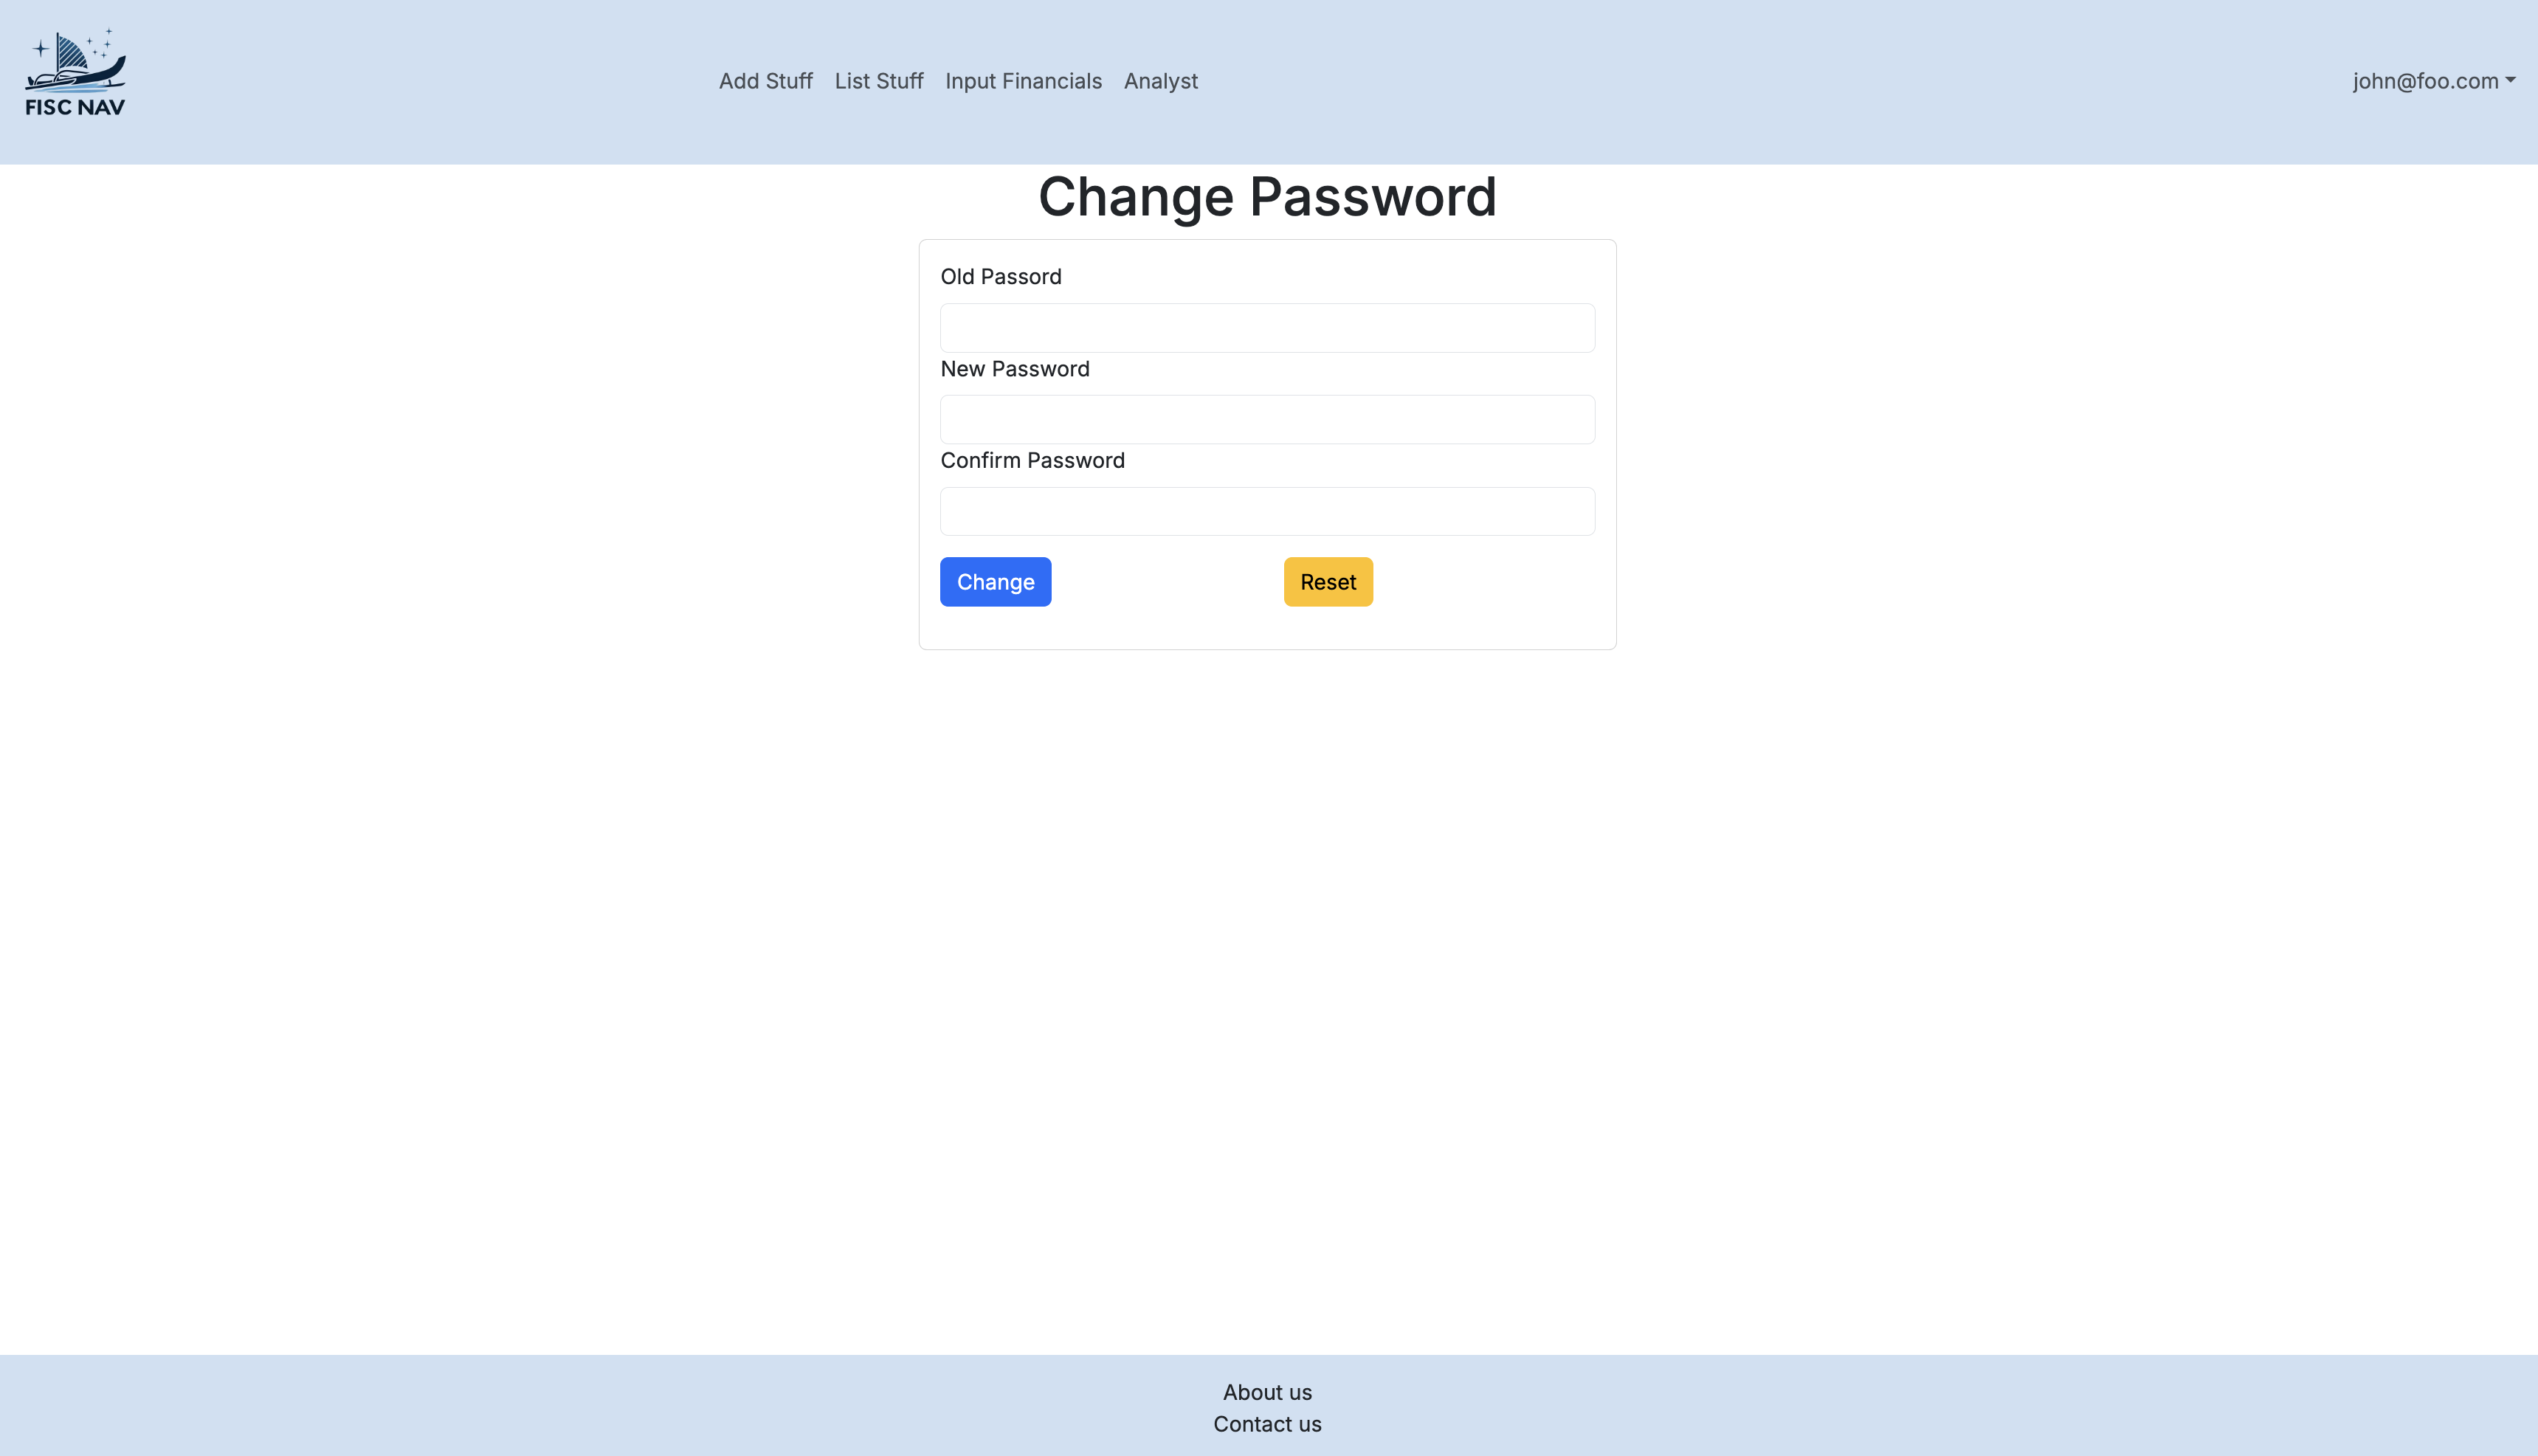 FISC NAV
Add Stuff List Stuff Input Financials Analyst
john@foo.com
Change Password
Old Passord
New Password
Confirm Password
Change Reset
About us
Contact us